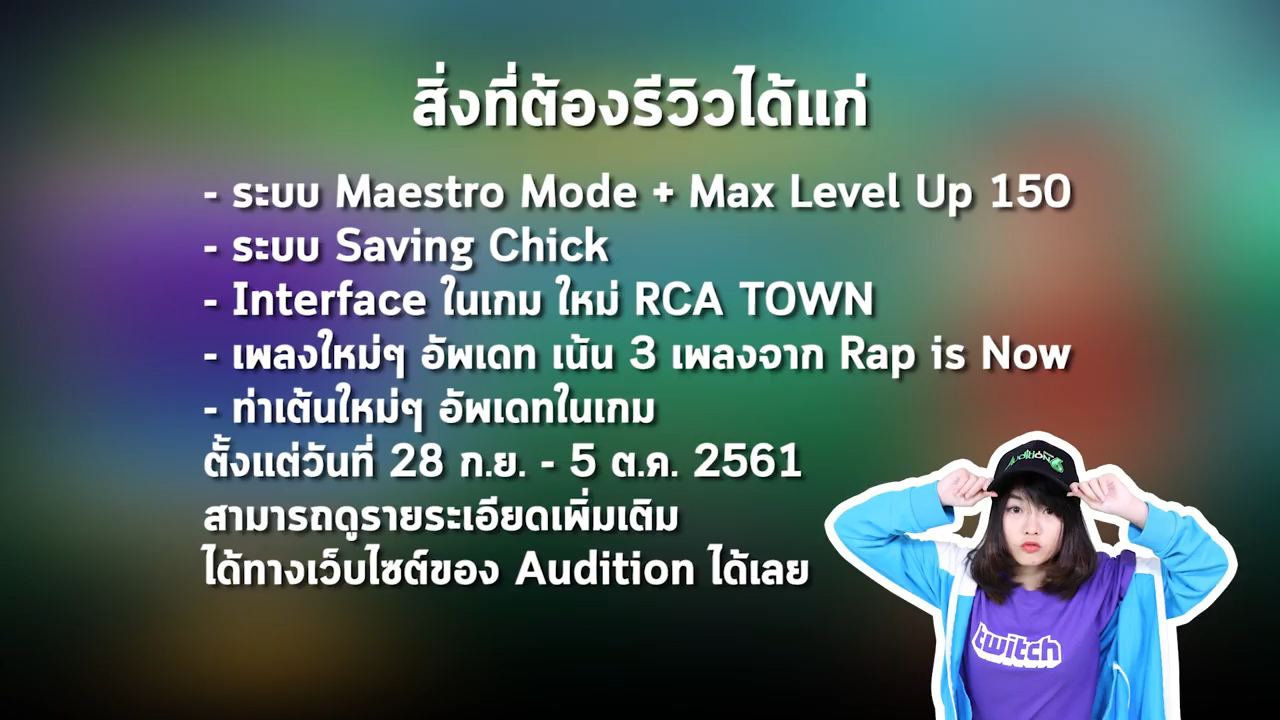 สิ่งที่ต้องรีวิวได้แก่
- ระบบ Maestro Mode + Max Level Up 150
- ระบบ Saving Chick
- Interface ในเกม ใหม่ RCA TOWN
- เพลงใหม่ๆ อัพเดท เน้น 3 เพลงจาก Rap is Now
- ท่าเต้นใหม่ๆ อัพเดทในเกม
ตั้งแต่วันที่ 28 ก.ย. - 5 ต.ค. 2561
สามารถดูรายระเอียดเพิ่มเติม
ได้ทางเว็บไซต์ของ Audition ได้เลย
AUDITION
twitch